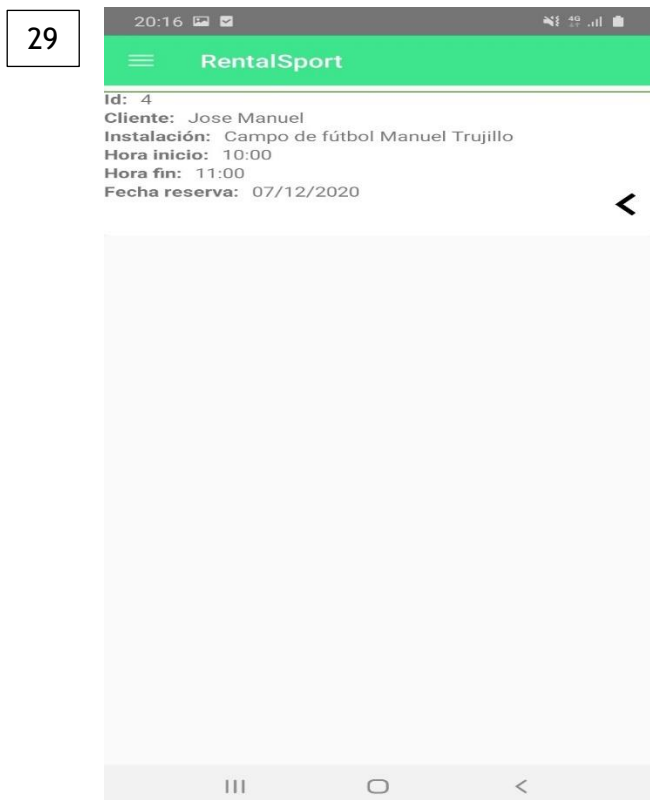 29
20:16
4G
RentalSport
Id: 4
Cliente: Jose Manuel
Instalación: Campo de fútbol Manuel Trujillo
Hora inicio: 10:00
Hora fin: 11:00
Fecha reserva: 07/12/2020